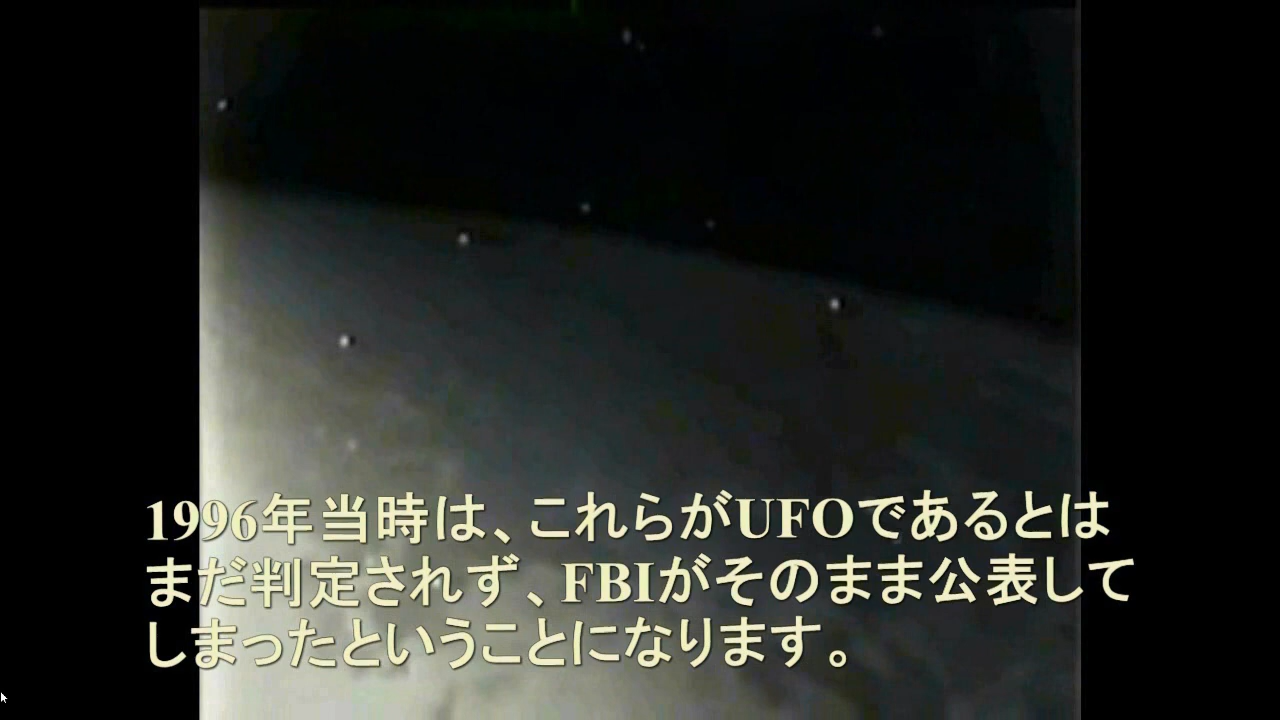 1996年当時は、これらがUFOであるとは
まだ判定されず、FBIがそのまま公表して
しまったということになります。